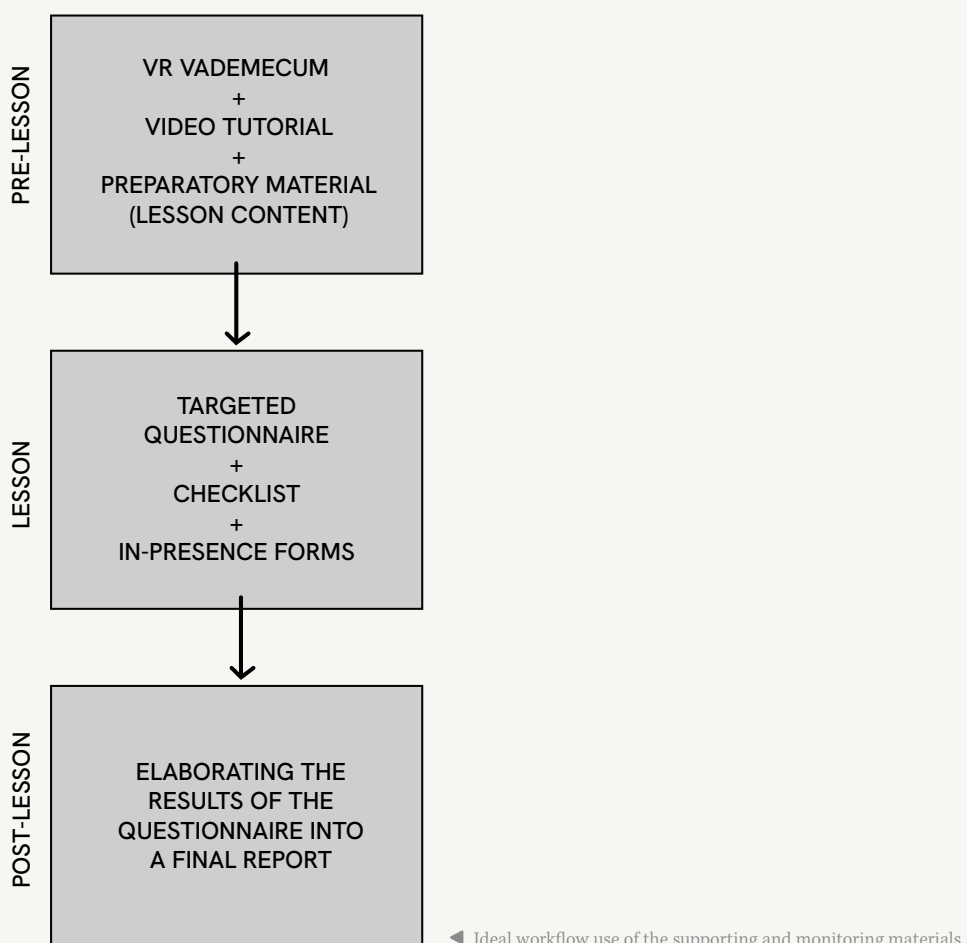 PRE-LESSON
VR VADEMECUM
+
VIDEO TUTORIAL
+
PREPARATORY MATERIAL
(LESSON CONTENT)
LESSON
TARGETED
QUESTIONNAIRE
+
CHECKLIST
+
IN-PRESENCE FORMS
POST-LESSON
ELABORATING THE
RESULTS OF THE
QUESTIONNAIRE INTO
A FINAL REPORT
Ideal workflow use of the supporting and monitoring materials